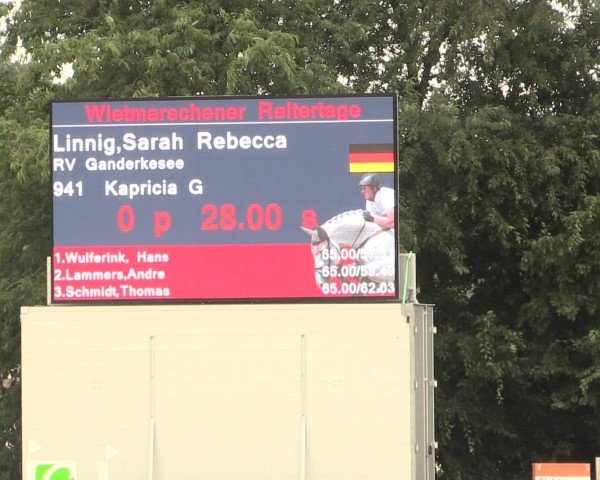 Wietmarschener Reitertage
Linnig,Sarah Rebecca
RV Ganderkesee
941 Kapricia G
0 p 28.00 s
1.Wulferink, Hans
2.Lammers,Andre
3.Schmidt,Thomas 65.00/62.03